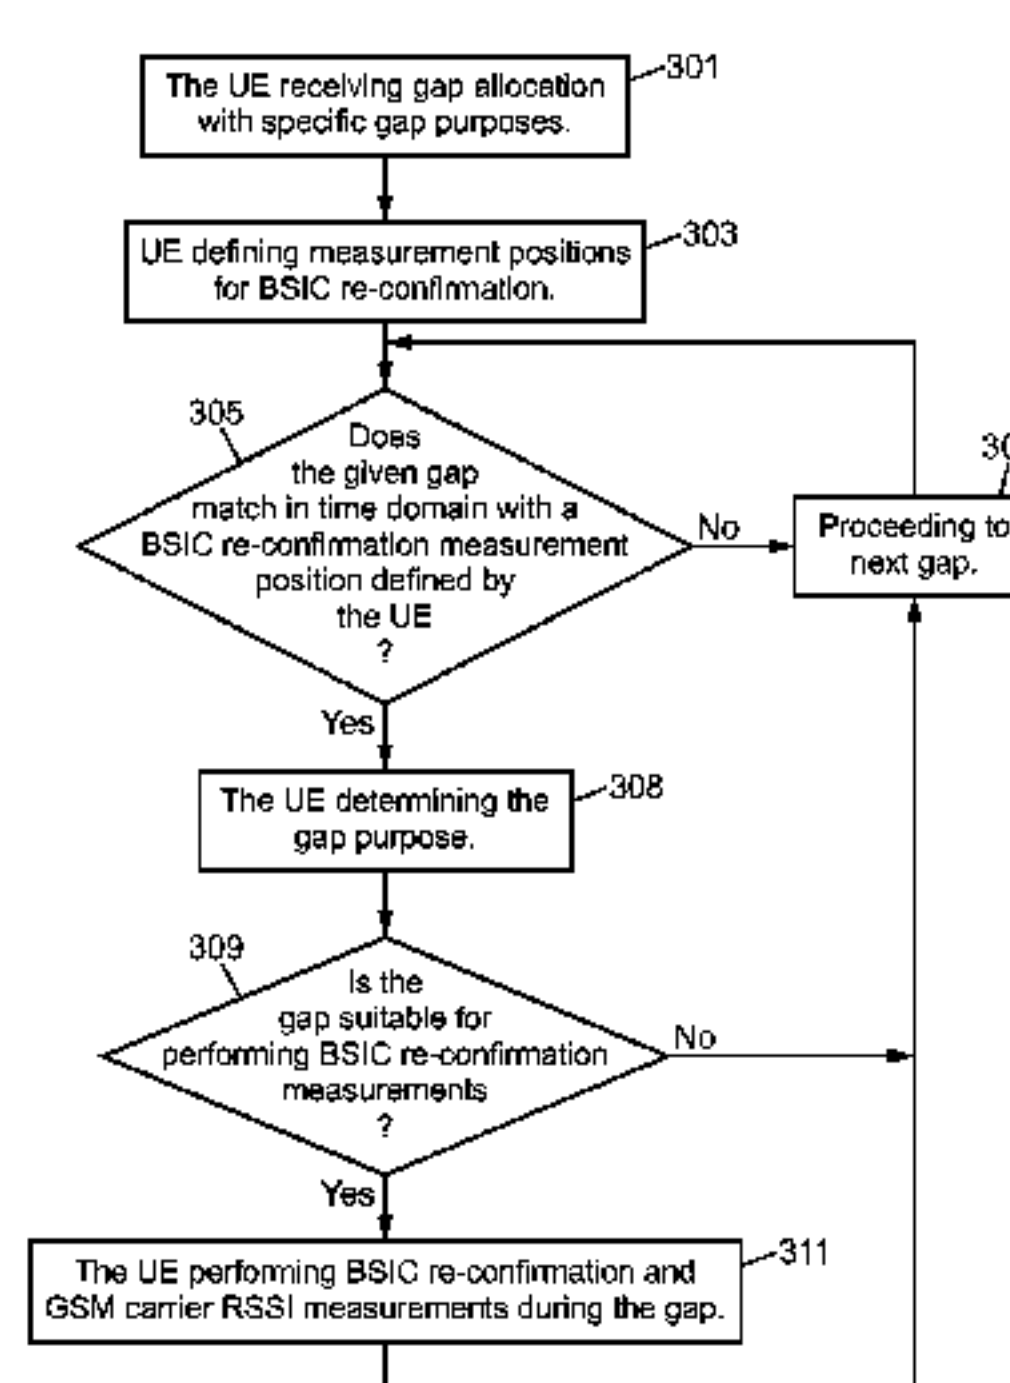 The UE receiving gap allocation
with specific gap purposes.
301
UE defining measurement positions
for BSIC re-confirmation.
303
305
Does
the given gap
match in time domain with a
BSIC re-confirmation measurement
position defined by
the UE
?
No
Proceeding to
next gap.
Yes
The UE determining the
gap purpose.
308
309
Is the
gap suitable for
performing BSIC re-confirmation
measurements
?
No
Yes
The UE performing BSIC re-confirmation and
GSM carrier RSSI measurements during the gap.
311